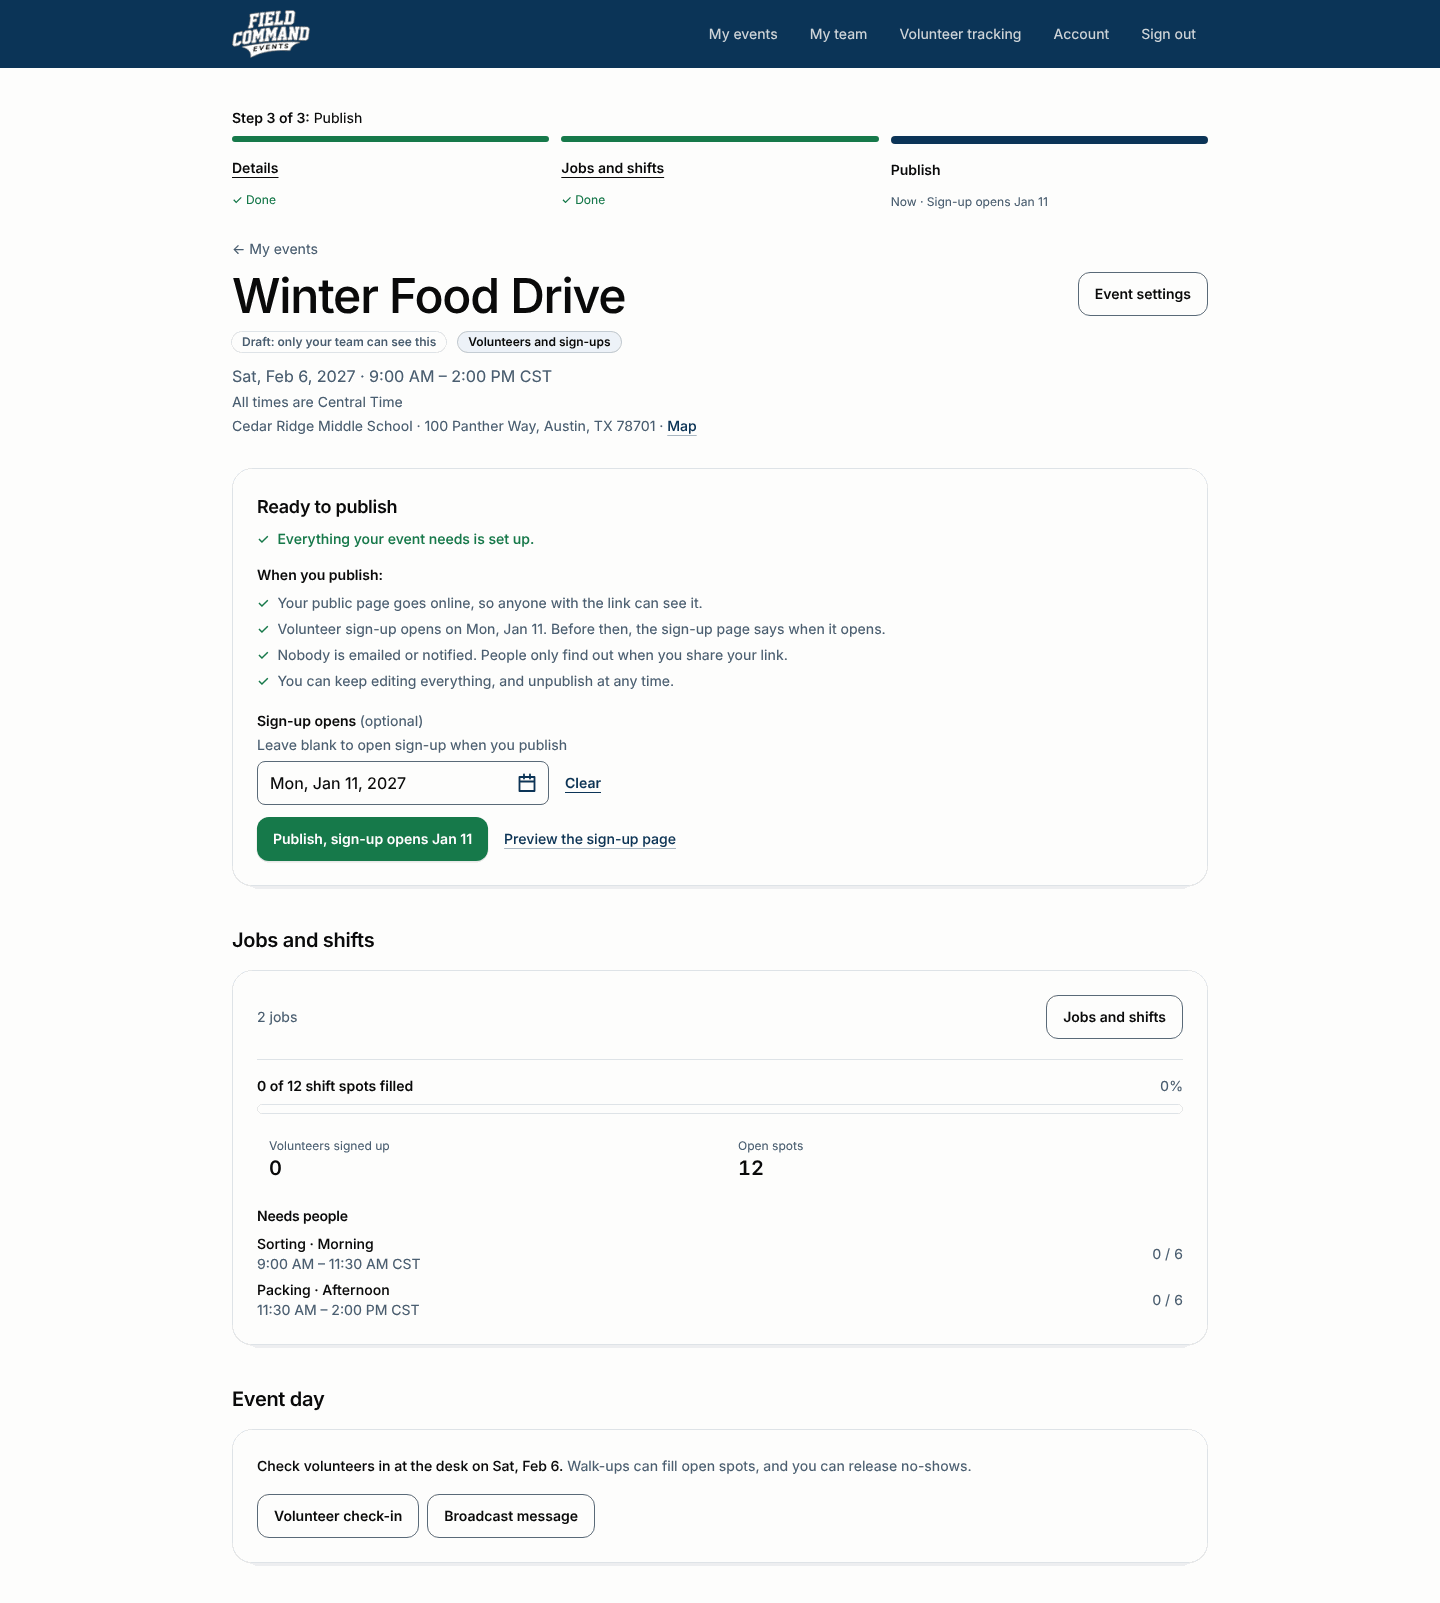 FIELD
COMMAND
EVENTS
My events
My team
Volunteer tracking
Account
Sign out
Step 3 of 3: Publish
Details
✓ Done
Jobs and shifts
✓ Done
Publish
Now · Sign-up opens Jan 11
← My events
Winter Food Drive
Event settings
Draft: only your team can see this
Volunteers and sign-ups
Sat, Feb 6, 2027 · 9:00 AM – 2:00 PM CST
All times are Central Time
Cedar Ridge Middle School · 100 Panther Way, Austin, TX 78701 · Map
Ready to publish
✓ Everything your event needs is set up.
When you publish:
✓ Your public page goes online, so anyone with the link can see it.
✓ Volunteer sign-up opens on Mon, Jan 11. Before then, the sign-up page says when it opens.
✓ Nobody is emailed or notified. People only find out when you share your link.
✓ You can keep editing everything, and unpublish at any time.
Sign-up opens (optional)
Leave blank to open sign-up when you publish
Mon, Jan 11, 2027
Clear
Publish, sign-up opens Jan 11
Preview the sign-up page
Jobs and shifts
2 jobs
Jobs and shifts
0 of 12 shift spots filled
0%
Volunteers signed up
0
Open spots
12
Needs people
Sorting · Morning
9:00 AM – 11:30 AM CST
0 / 6
Packing · Afternoon
11:30 AM – 2:00 PM CST
0 / 6
Event day
Check volunteers in at the desk on Sat, Feb 6. Walk-ups can fill open spots, and you can release no-shows.
Volunteer check-in
Broadcast message